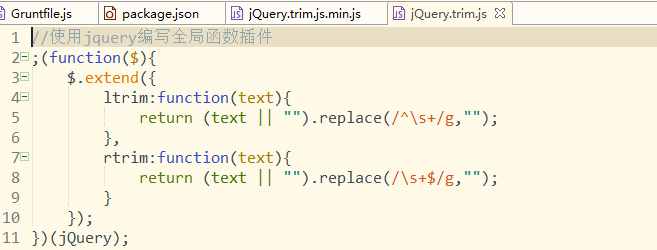 Gruntfile.js package.json jQuery.trim.js.min.js jQuery.trim.js
1 //使用jquery编写全局函数插件
2 ;(function($){
3 $.extend({
4 ltrim:function(text){
5 return (text || "").replace(/^\s+/g,"");
6 },
7 rtrim:function(text){
8 return (text || "").replace(/\s+$/g,"");
9 }
10 });
11 })(jQuery);